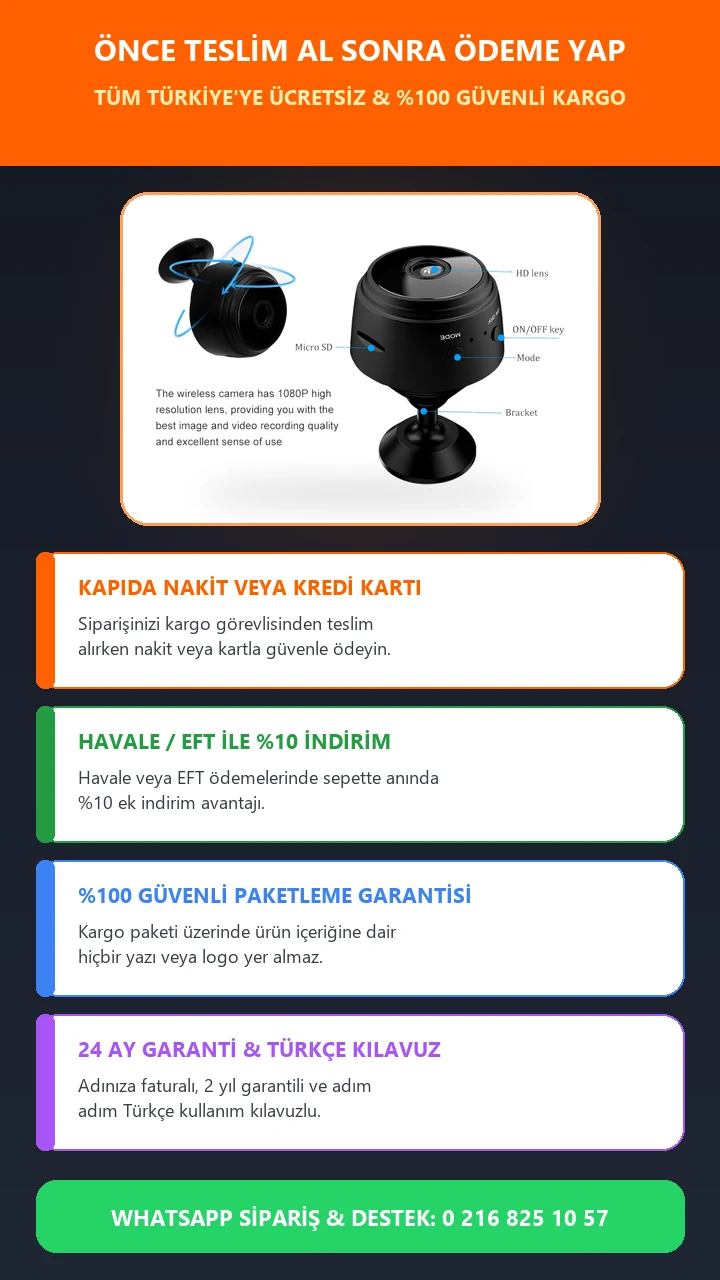 ÖNCE TESLİM AL SONRA ÖDEME YAP
TÜM TÜRKİYE'YE ÜCRETSİZ & %100 GÜVENLİ KARGO
HD lens
ON/OFF key
MODE
Micro SD
Mode
The wireless camera has 1080P high
resolution lens, providing you with the
best image and video recording quality
and excellent sense of use
Bracket
KAPIDA NAKİT VEYA KREDİ KARTI
Siparişinizi kargo görevlisinden teslim
alırken nakit veya kartla güvenle ödeyin.
HAVALE / EFT İLE %10 İNDİRİM
Havale veya EFT ödemelerinde sepette anında
%10 ek indirim avantajı.
%100 GÜVENLİ PAKETLEME GARANTİSİ
Kargo paketi üzerinde ürün içeriğine dair
hiçbir yazı veya logo yer almaz.
24 AY GARANTİ & TÜRKÇE KILAVUZ
Adınıza faturalı, 2 yıl garantili ve adım
adım Türkçe kullanım kılavuzlu.
WHATSAPP SİPARİŞ & DESTEK: 0 216 825 10 57